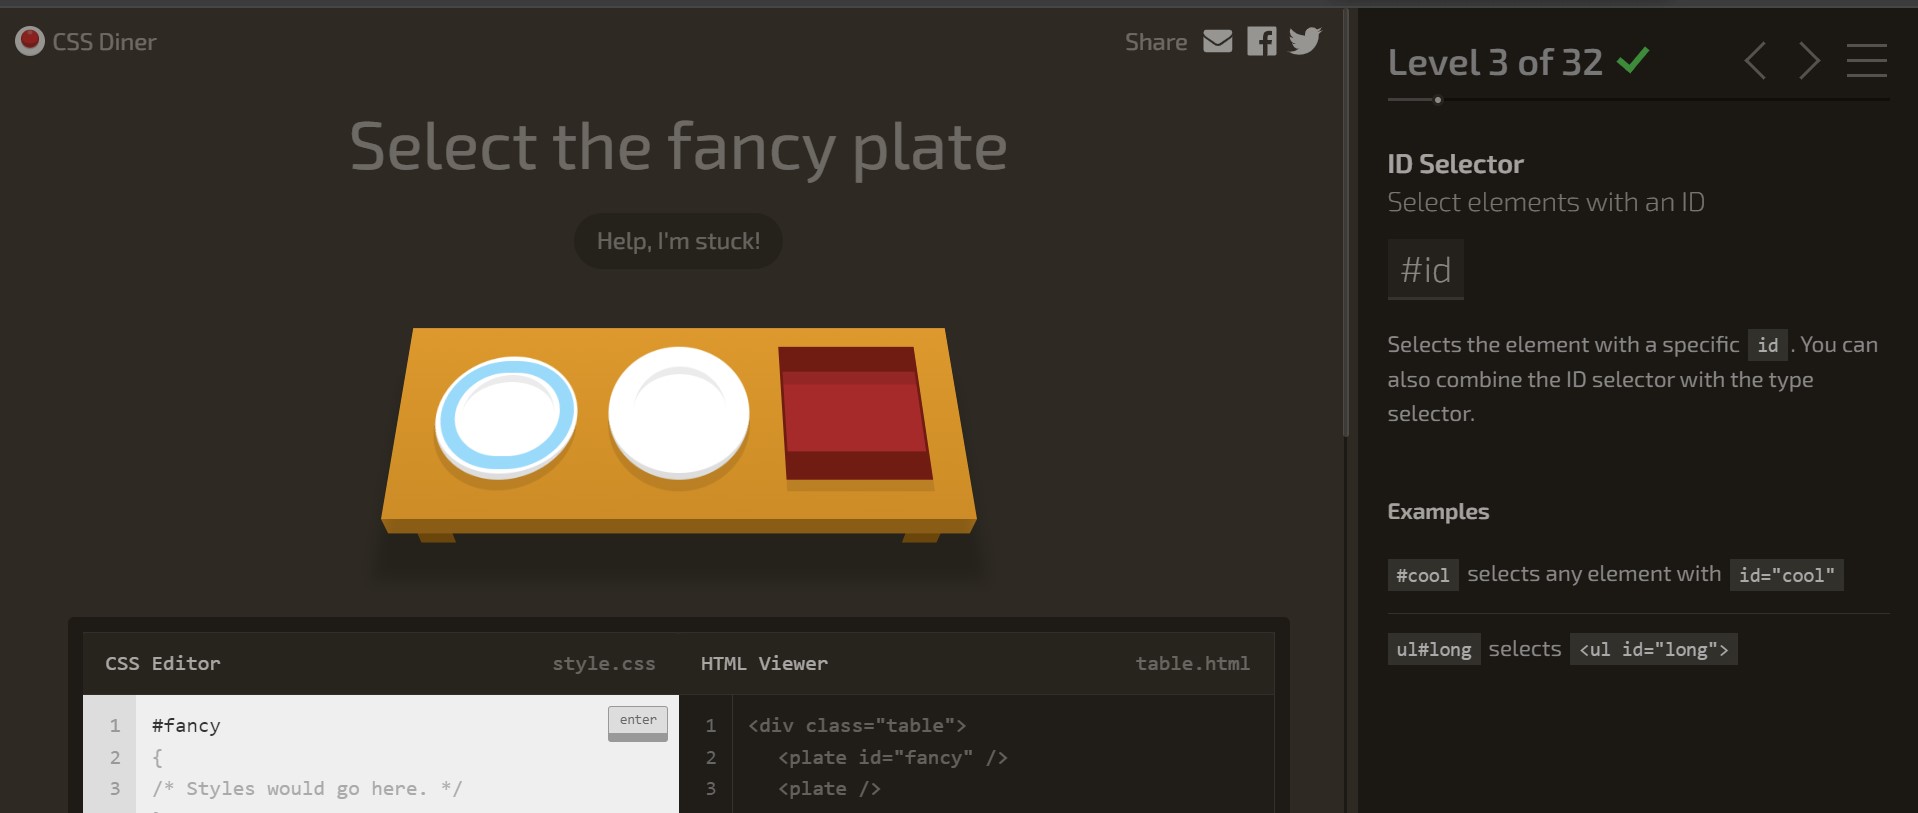 CSS Diner
Share
Select the fancy plate
Help, I'm stuck!
CSS Editor
style.css
HTML Viewer
table.html
1
#fancy
enter
2
{
3
/* Styles would go here. */
1
<div class="table">
2
<plate id="fancy" />
3
<plate />
Level 3 of 32
ID Selector
Select elements with an ID
#id
Selects the element with a specific id . You can
also combine the ID selector with the type
selector.
Examples
#cool selects any element with id="cool"
ul#long selects <ul id="long">